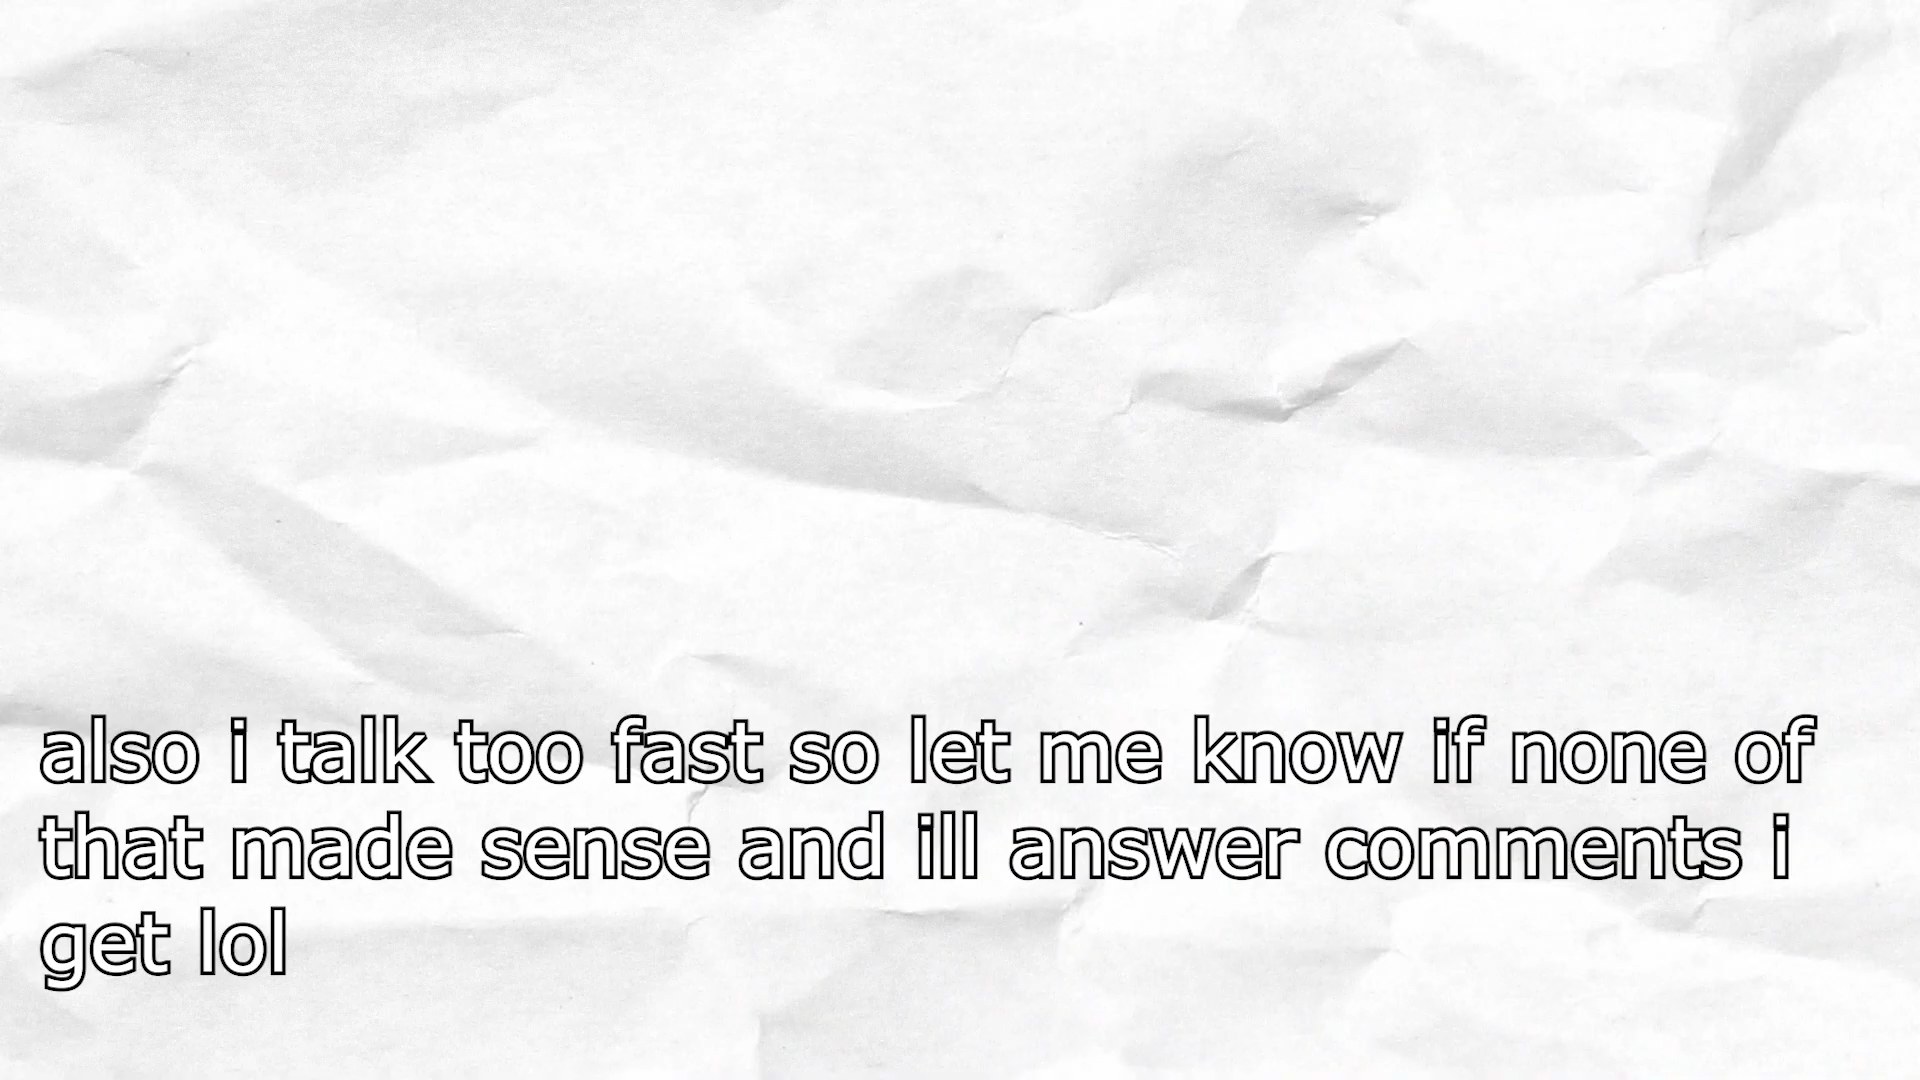 also i talk too fast so let me know if none of
that made sense and ill answer comments i
get lol